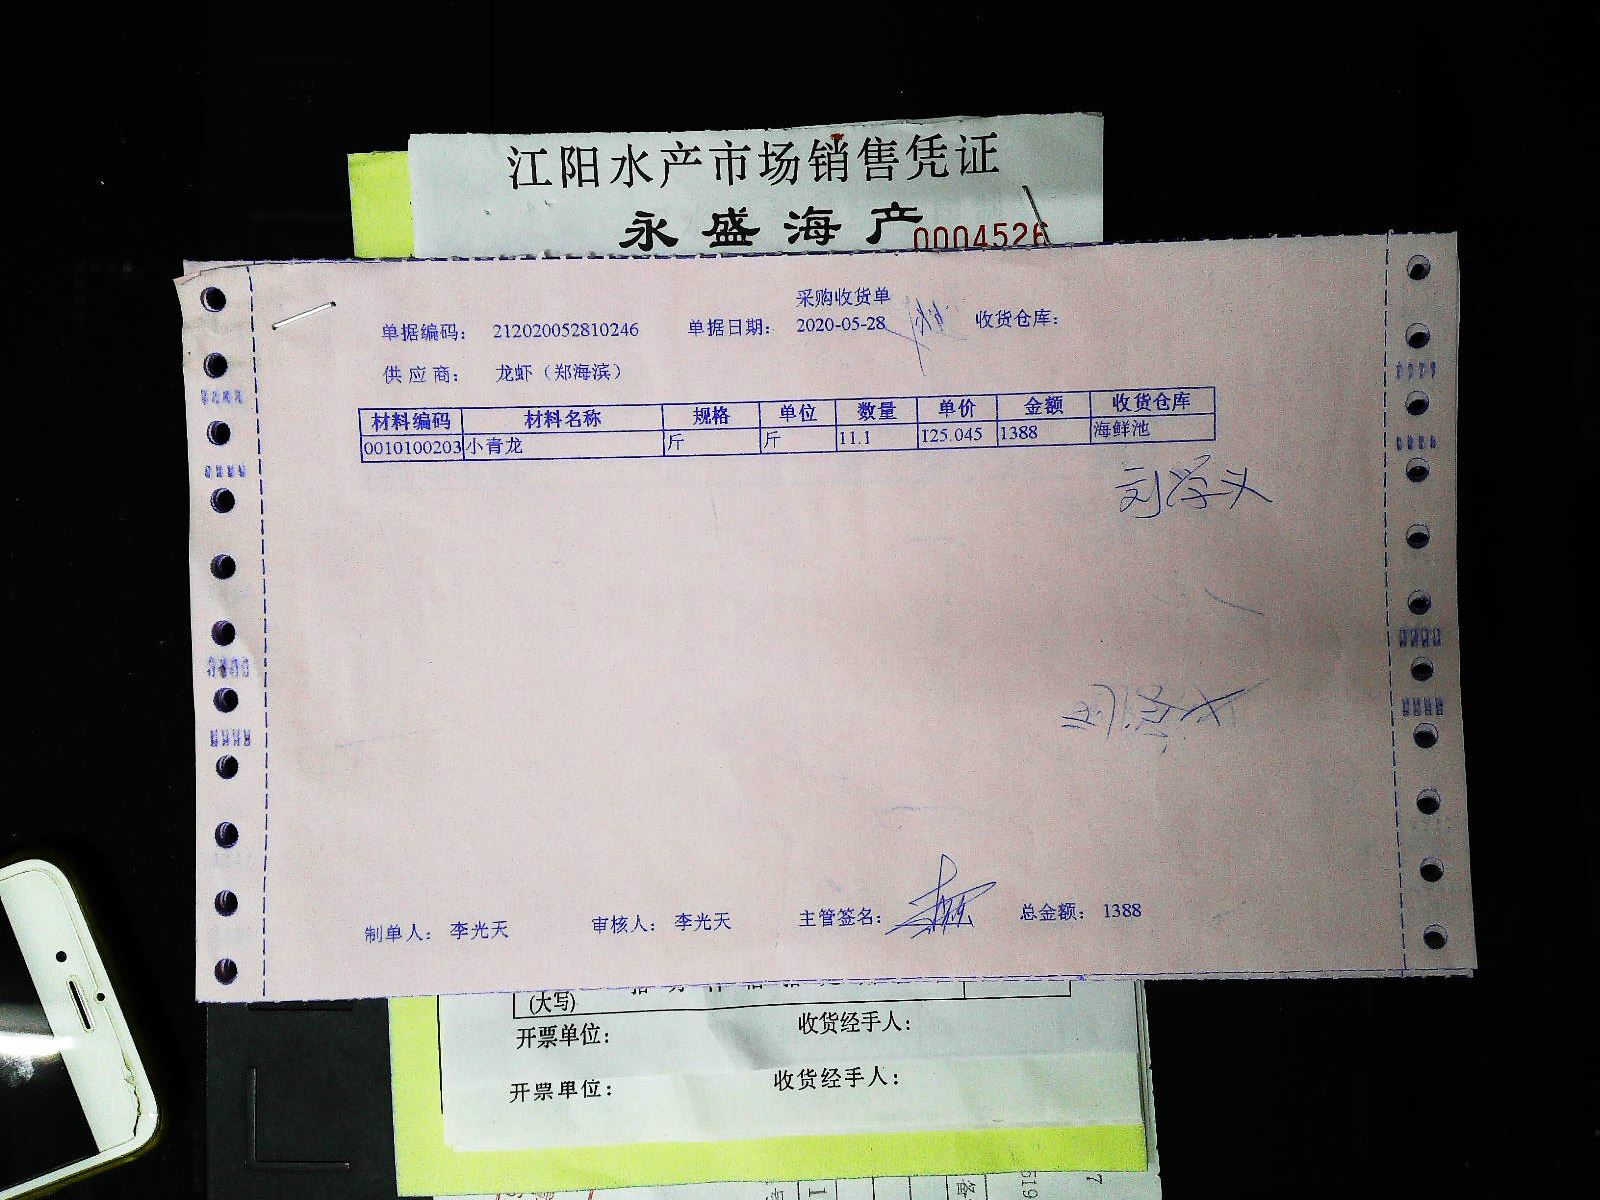 江阳水产市场销售凭证
永盛海产 0004526
采购收货单
单据编码： 212020052810246 单据日期： 2020-05-28 收货仓库：
供应商： 龙虾（郑海滨）
材料编码 材料名称 规格 单位 数量 单价 金额 收货仓库
0010100203 小青龙 斤 斤 11.1 125.045 1388 海鲜池
刘学义
制单人： 李光天 审核人： 李光天 主管签名： 总金额： 1388
(大写)
开票单位： 收货经手人：
开票单位： 收货经手人：